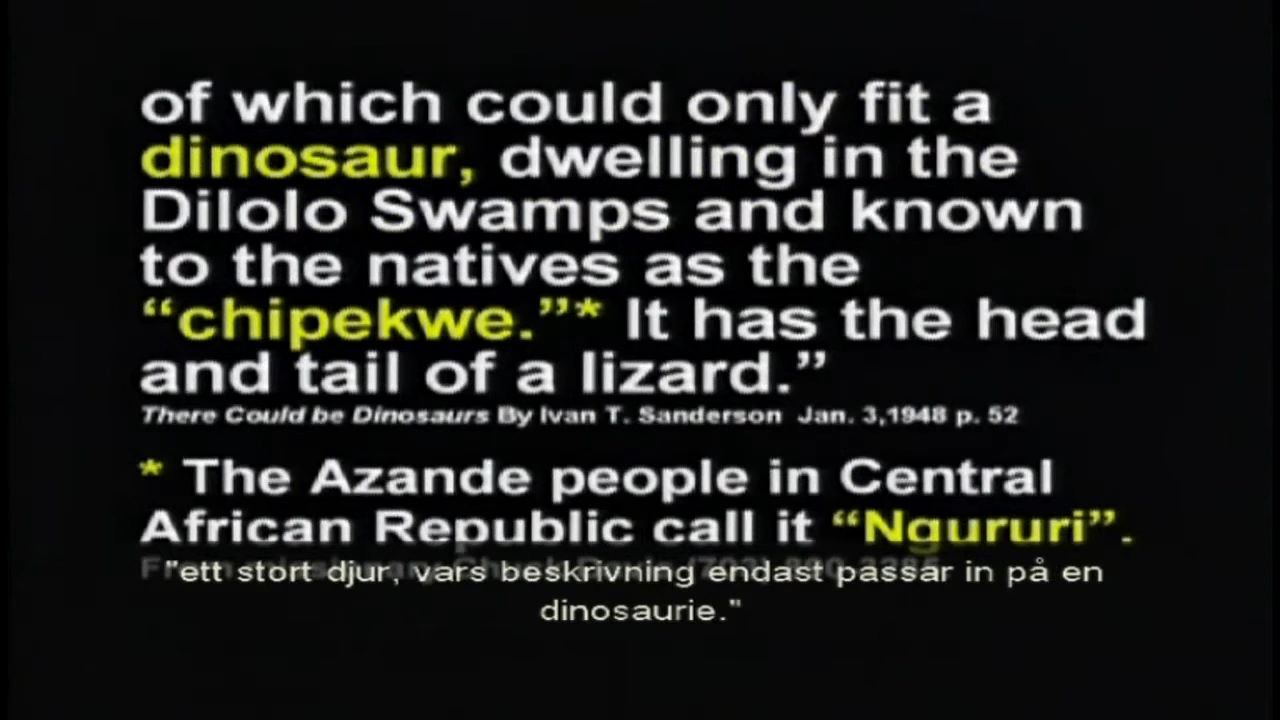 of which could only fit a
dinosaur, dwelling in the
Dilolo Swamps and known
to the natives as the
“chipekwe.”* It has the head
and tail of a lizard.”
There Could be Dinosaurs By Ivan T. Sanderson Jan. 3,1948 p. 52
* The Azande people in Central
African Republic call it “Ngururi”.
"ett stort djur, vars beskrivning endast passar in på en
dinosaurie."